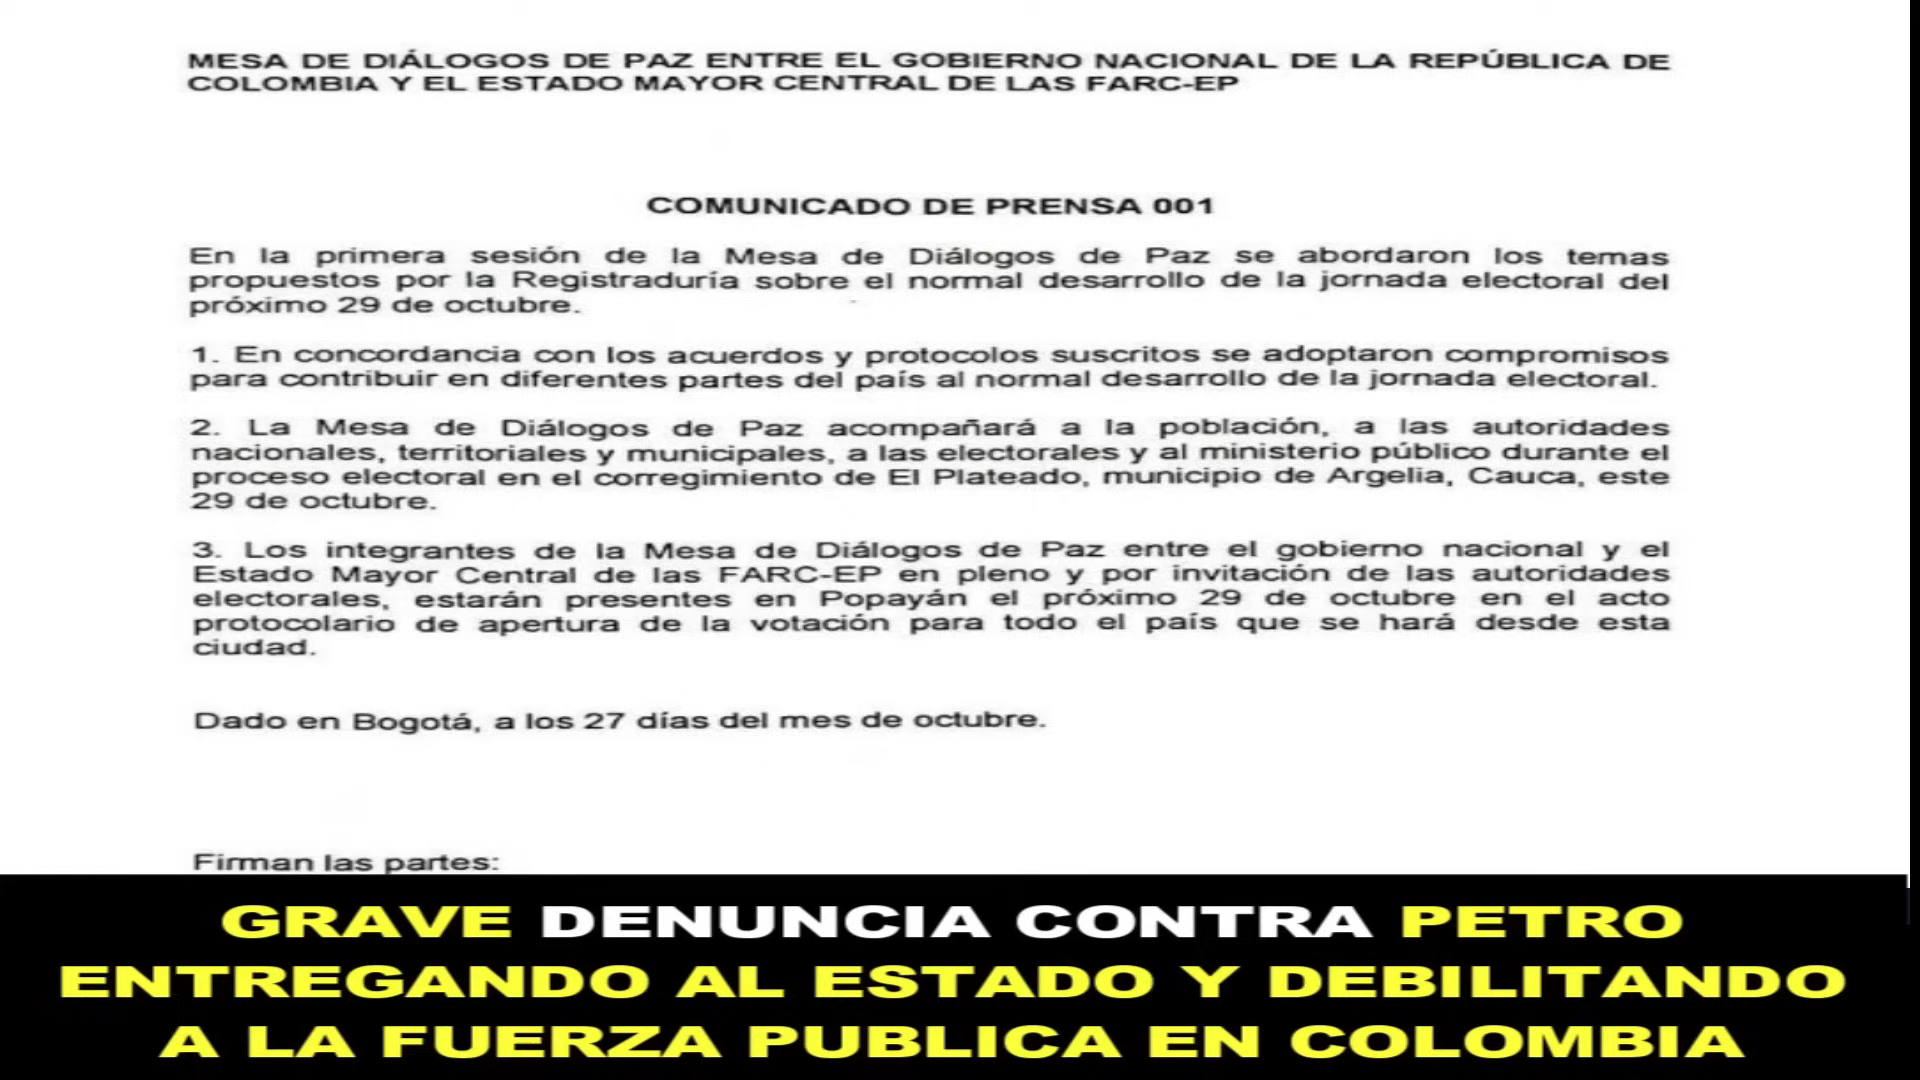 MESA DE DIÁLOGOS DE PAZ ENTRE EL GOBIERNO NACIONAL DE LA REPÚBLICA DE
COLOMBIA Y EL ESTADO MAYOR CENTRAL DE LAS FARC-EP
COMUNICADO DE PRENSA 001
En la primera sesión de la Mesa de Diálogos de Paz se abordaron los temas
propuestos por la Registraduría sobre el normal desarrollo de la jornada electoral del
próximo 29 de octubre.
1. En concordancia con los acuerdos y protocolos suscritos se adoptaron compromisos
para contribuir en diferentes partes del país al normal desarrollo de la jornada electoral.
2. La Mesa de Diálogos de Paz acompañará a la población, a las autoridades
nacionales, territoriales y municipales, a las electorales y al ministerio público durante el
proceso electoral en el corregimiento de El Plateado, municipio de Argelia, Cauca, este
29 de octubre.
3. Los integrantes de la Mesa de Diálogos de Paz entre el gobierno nacional y el
Estado Mayor Central de las FARC-EP en pleno y por invitación de las autoridades
electorales, estarán presentes en Popayán el próximo 29 de octubre en el acto
protocolario de apertura de la votación para todo el país que se hará desde esta
ciudad.
Dado en Bogotá, a los 27 días del mes de octubre.
Firman las partes:
GRAVE DENUNCIA CONTRA PETRO
ENTREGANDO AL ESTADO Y DEBILITANDO
A LA FUERZA PUBLICA EN COLOMBIA